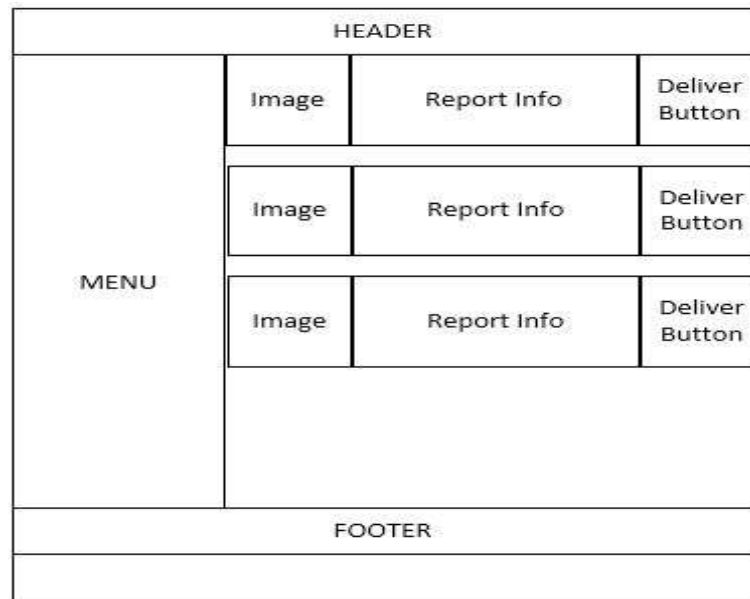 HEADER
Image
Report Info
Deliver
Button
Image
Report Info
Deliver
Button
MENU
Image
Report Info
Deliver
Button
FOOTER